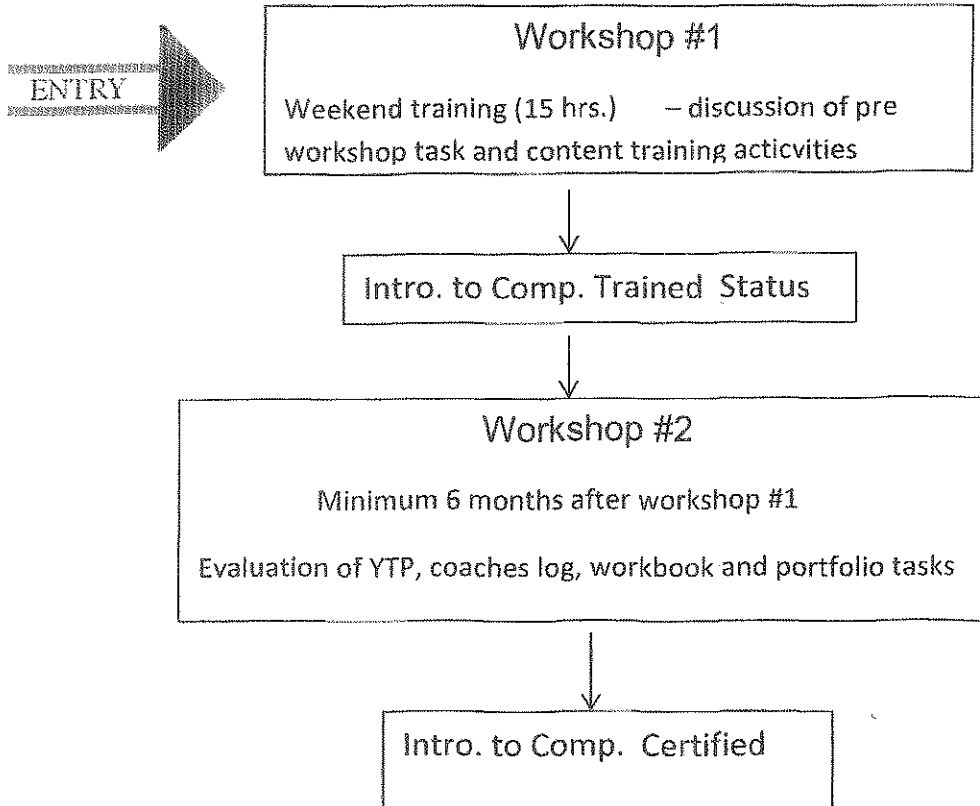 ENTRY
Workshop #1
Weekend training (15 hrs.) – discussion of pre
workshop task and content training acticvities
Intro. to Comp. Trained Status
Workshop #2
Minimum 6 months after workshop #1
Evaluation of YTP, coaches log, workbook and portfolio tasks
Intro. to Comp. Certified